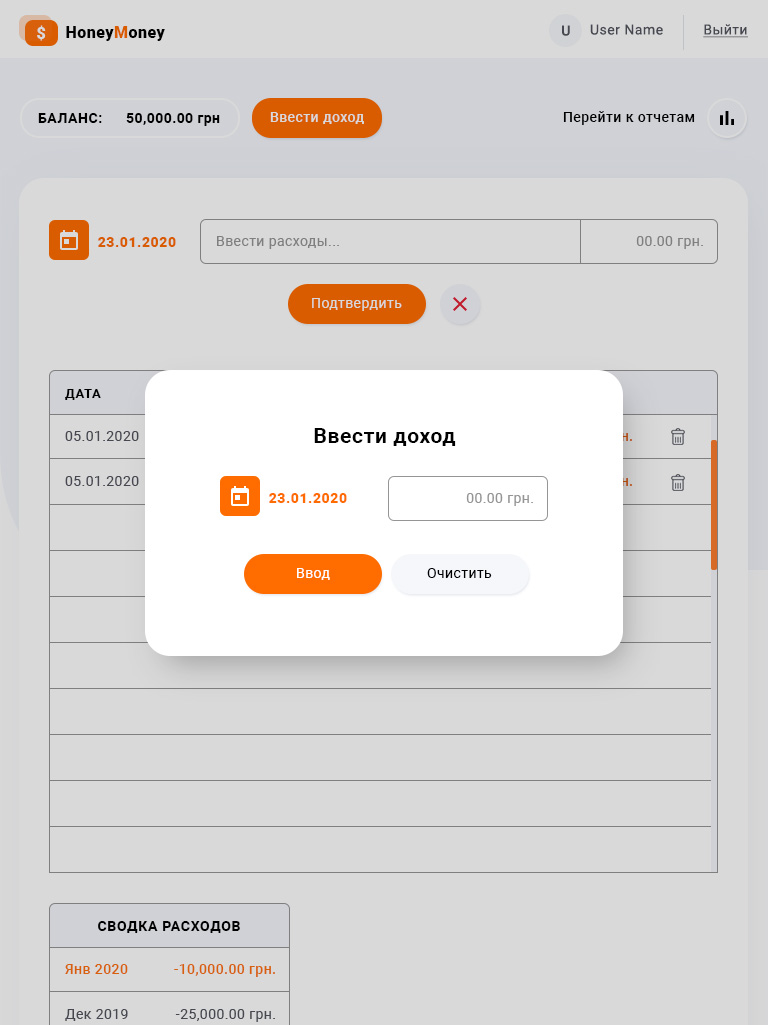 $ HoneyMoney
U User Name Выйти
БАЛАНС: 50,000.00 грн Ввести доход Перейти к отчетам
23.01.2020 Ввести расходы... 00.00 грн.
Подтвердить
ДАТА
05.01.2020 н.
05.01.2020 н.
Ввести доход
23.01.2020 00.00 грн.
Ввод Очистить
СВОДКА РАСХОДОВ
Янв 2020 -10,000.00 грн.
Дек 2019 -25,000.00 грн.